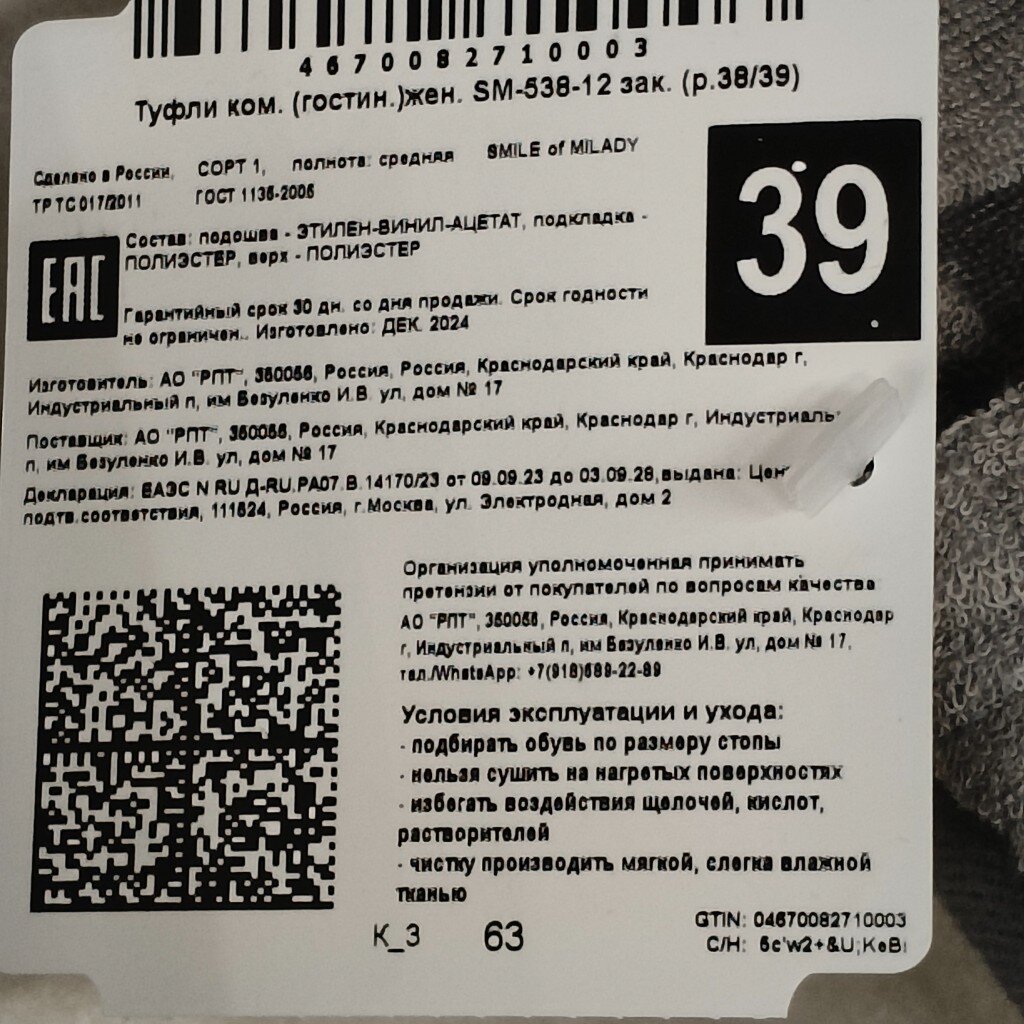 4670082710003
Туфли ком. (гостин.)жен. SM-538-12 зак. (р.38/39)
Сделано в России, СОРТ 1, полнота: средняя SMILE of MILADY
ТР ТС 017/2011 ГОСТ 1135-2005
39
EAC
Состав: подошва - ЭТИЛЕН-ВИНИЛ-АЦЕТАТ, подкладка -
ПОЛИЭСТЕР, верх - ПОЛИЭСТЕР
Гарантийный срок 30 дн. со дня продажи. Срок годности
не ограничен.. Изготовлено: ДЕК. 2024
Изготовитель: АО "РПТ", 350056, Россия, Россия, Краснодарский край, Краснодар г,
Индустриальный п, им Безуленко И.В. ул, дом № 17
Поставщик: АО "РПТ", 350056, Россия, Краснодарский край, Краснодар г, Индустриаль
п, им Безуленко И.В. ул, дом № 17
Декларация: ЕАЭС N RU Д-RU.РА07.В.14170/23 от 09.09.23 до 03.09.28,выдана: Цен
подтв.соответствия, 111524, Россия, г.Москва, ул. Электродная, дом 2
Организация уполномоченная принимать
претензии от покупателей по вопросам качества
АО "РПТ", 350056, Россия, Краснодарский край, Краснодар
г, Индустриальный п, им Безуленко И.В. ул, дом № 17,
тел./WhatsApp: +7(918)689-22-89
Условия эксплуатации и ухода:
- подбирать обувь по размеру стопы
- нельзя сушить на нагретых поверхностях
- избегать воздействия щелочей, кислот,
растворителей
- чистку производить мягкой, слегка влажной
тканью
К_3 63
GTIN: 04670082710003
С/Н: